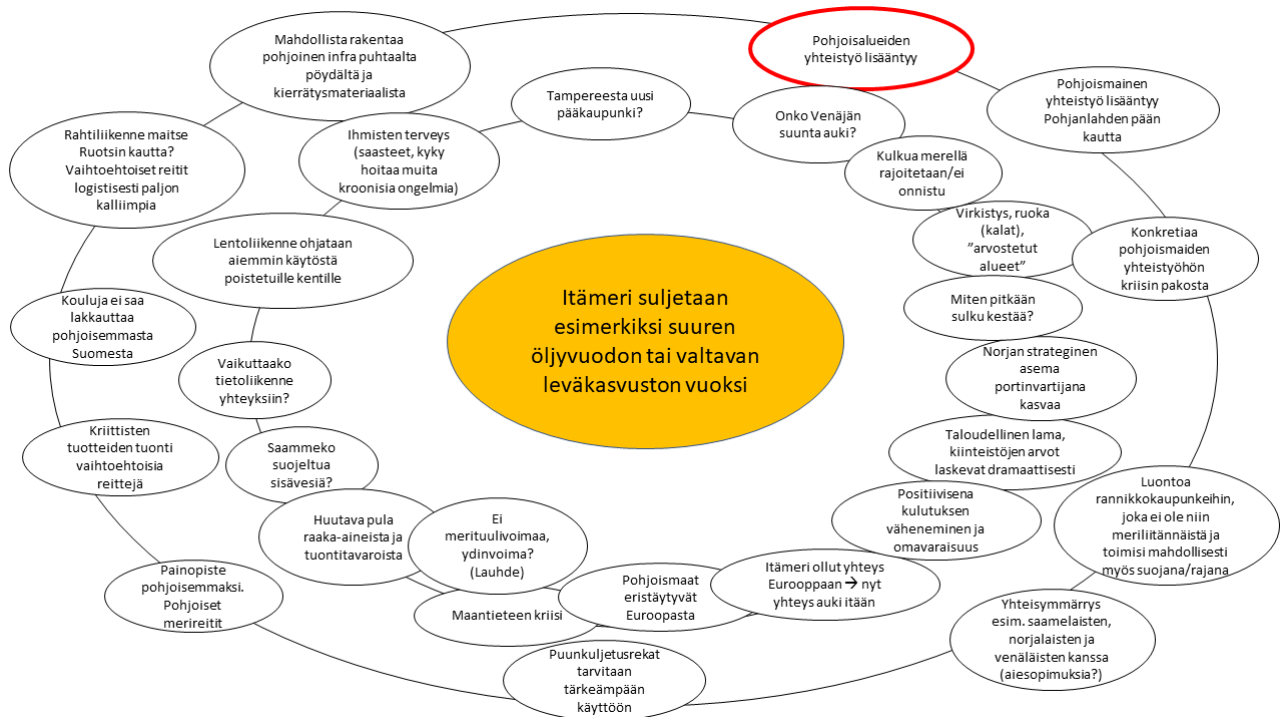 Mahdollista rakentaa
pohjoinen infra puhtaalta
pöydältä ja
kierrätysmateriaalista
Pohjoisalueiden
yhteistyö lisääntyy
Pohjoismainen
yhteistyö lisääntyy
Pohjanlahden pään
kautta
Tampereesta uusi
pääkaupunki?
Onko Venäjän
suunta auki?
Rahtiliikenne maitse
Ruotsin kautta?
Vaihtoehtoiset reitit
logistisesti paljon
kalliimpia
Ihmisten terveys
(saasteet, kyky
hoitaa muita
kroonisia ongelmia)
Kulkua merellä
rajoitetaan/ei
onnistu
Virkistys, ruoka
(kalat),
”arvostetut
alueet”
Konkretiaa
pohjoismaiden
yhteistyöhön
kriisin pakosta
Lentoliikenne ohjataan
aiemmin käytöstä
poistetuille kentille
Itämeri suljetaan
esimerkiksi suuren
öljyvuodon tai valtavan
leväkasvuston vuoksi
Kouluja ei saa
lakkauttaa
pohjoisemmasta
Suomesta
Miten pitkään
sulku kestää?
Vaikuttaako
tietoliikenne
yhteyksiin?
Norjan strateginen
asema
portinvartijana
kasvaa
Kriittisten
tuotteiden tuonti
vaihtoehtoisia
reittejä
Saammeko
suojeltua
sisävesiä?
Taloudellinen lama,
kiinteistöjen arvot
laskevat dramaattisesti
Luontoa
rannikkokaupunkeihin,
joka ei ole niin
meriliitännäistä ja
toimisi mahdollisesti
myös suojana/rajana
Huutava pula
raaka-aineista ja
tuontitavaroista
Ei
merituulivoimaa,
ydinvoima?
(Lauhde)
Positiivisena
kulutuksen
väheneminen ja
omavaraisuus
Painopiste
pohjoisemmaksi.
Pohjoiset
merireitit
Maantieteen kriisi
Pohjoismaat
eristäytyvät
Euroopasta
Itämeri ollut yhteys
Eurooppaan → nyt
yhteys auki itään
Yhteisymmärrys
esim. saamelaisten,
norjalaisten ja
venäläisten kanssa
(aiesopimuksia?)
Puunkuljetusrekat
tarvitaan
tärkeämpään
käyttöön